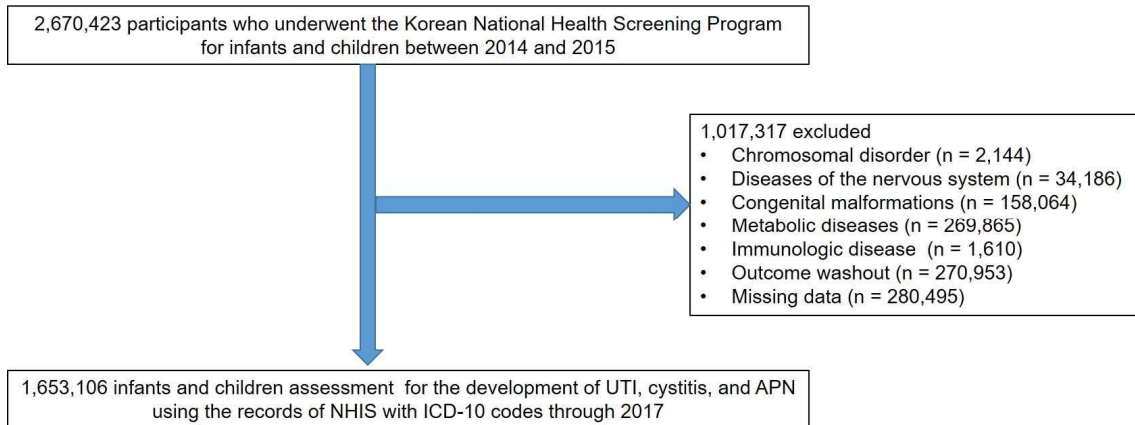 2,670,423 participants who underwent the Korean National Health Screening Program
for infants and children between 2014 and 2015
1,017,317 excluded
• Chromosomal disorder (n = 2,144)
• Diseases of the nervous system (n = 34,186)
• Congenital malformations (n = 158,064)
• Metabolic diseases (n = 269,865)
• Immunologic disease (n = 1,610)
• Outcome washout (n = 270,953)
• Missing data (n = 280,495)
1,653,106 infants and children assessment for the development of UTI, cystitis, and APN
using the records of NHIS with ICD-10 codes through 2017